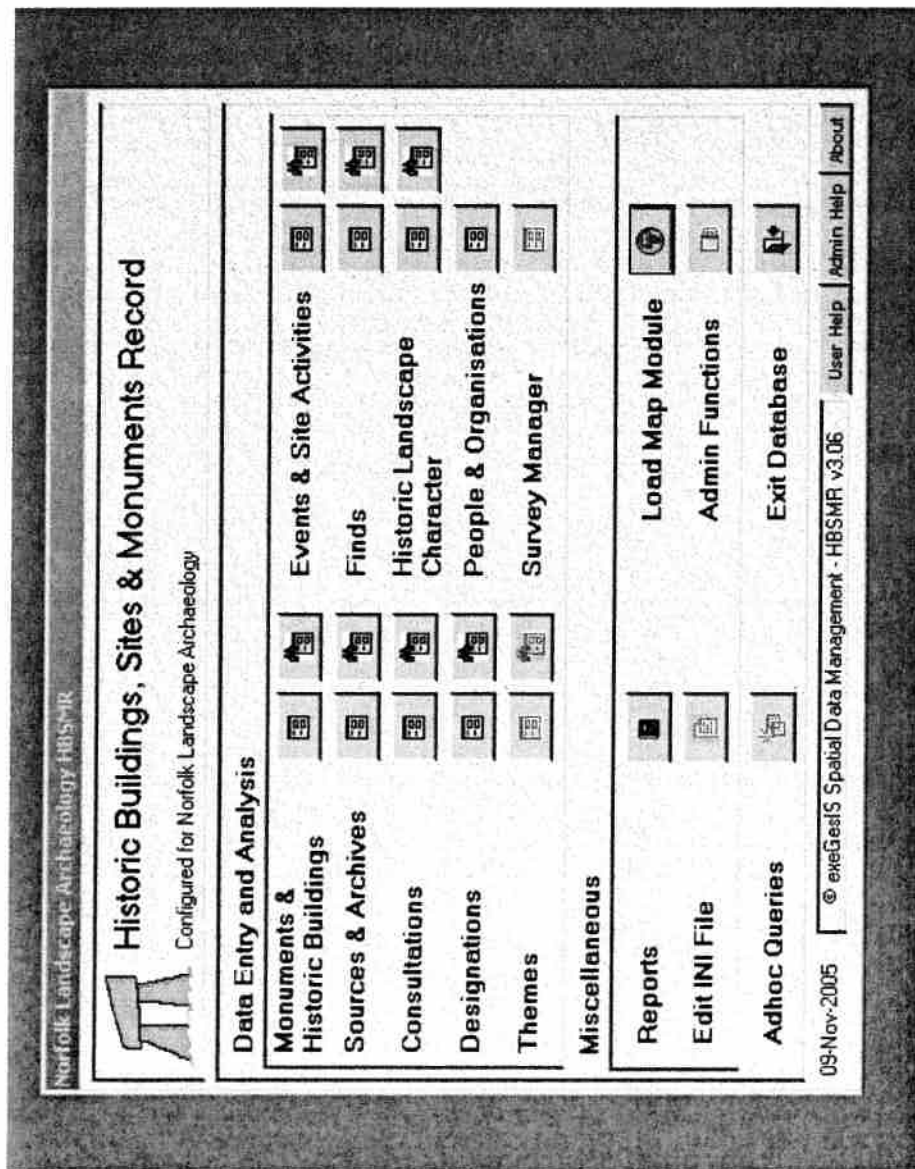 Norfolk Landscape Archaeology HBSMR
Historic Buildings, Sites & Monuments Record
Configured for Norfolk Landscape Archaeology
Data Entry and Analysis
Monuments &
Historic Buildings
Sources & Archives
Consultations
Designations
Themes
Events & Site Activities
Finds
Historic Landscape
Character
People & Organisations
Survey Manager
Miscellaneous
Reports
Edit INI File
Adhoc Queries
Load Map Module
Admin Functions
Exit Database
09-Nov-2005
© exeGesIS Spatial Data Management - HBSMR v3.06
User Help
Admin Help
About